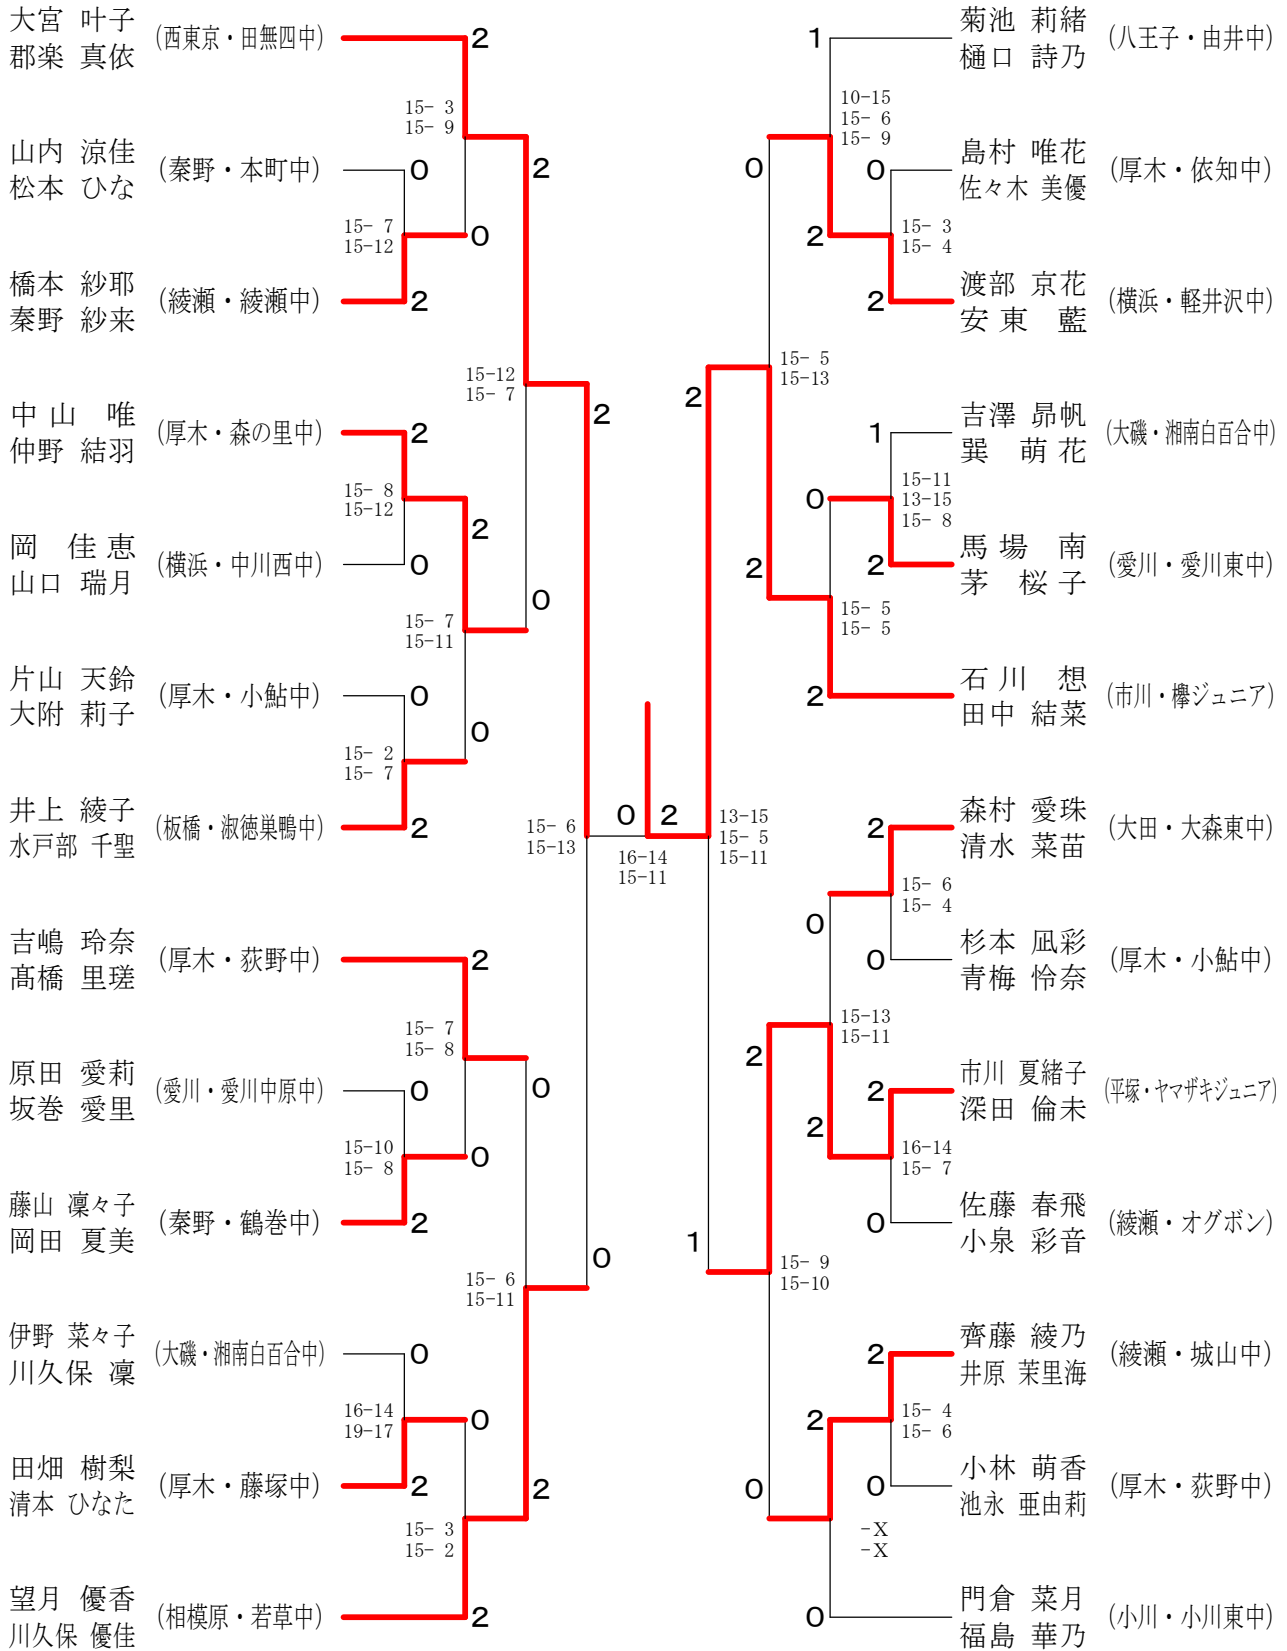 大宮 叶子
郡楽 真依
(西東京・田無四中)
2
15- 3
15- 9
山内 涼佳
松本 ひな
(秦野・本町中)
0
2
15- 7
15-12
0
橋本 紗耶
秦野 紗来
(綾瀬・綾瀬中)
2
15-12
15- 7
2
中山 唯
仲野 結羽
(厚木・森の里中)
2
15- 8
15-12
2
岡 佳恵
山口 瑞月
(横浜・中川西中)
0
0
15- 7
15-11
片山 天鈴
大附 莉子
(厚木・小鮎中)
0
0
15- 2
15- 7
井上 綾子
水戸部 千聖
(板橋・淑徳巣鴨中)
2
15- 6
15-13
0
2
16-14
15-11
吉嶋 玲奈
髙橋 里瑳
(厚木・荻野中)
2
15- 7
15- 8
原田 愛莉
坂巻 愛里
(愛川・愛川中原中)
0
0
15-10
15- 8
0
藤山 凜々子
岡田 夏美
(秦野・鶴巻中)
2
0
15- 6
15-11
伊野 菜々子
川久保 凜
(大磯・湘南白百合中)
0
16-14
19-17
0
田畑 樹梨
清本 ひなた
(厚木・藤塚中)
2
2
15- 3
15- 2
望月 優香
川久保 優佳
(相模原・若草中)
2
1
菊池 莉緒
樋口 詩乃
(八王子・由井中)
10-15
15- 6
15- 9
0
0
島村 唯花
佐々木 美優
(厚木・依知中)
2
15- 3
15- 4
2
渡部 京花
安東 藍
(横浜・軽井沢中)
15- 5
15-13
2
1
吉澤 昴帆
巽 萌花
(大磯・湘南白百合中)
15-11
13-15
15- 8
0
2
2
馬場 南
茅 桜子
(愛川・愛川東中)
15- 5
15- 5
2
石川 想
田中 結菜
(市川・欅ジュニア)
13-15
15- 5
15-11
2
森村 愛珠
清水 菜苗
(大田・大森東中)
15- 6
15- 4
0
0
杉本 凪彩
青梅 怜奈
(厚木・小鮎中)
15-13
15-11
2
2
市川 夏緒子
深田 倫未
(平塚・ヤマザキジュニア)
2
16-14
15- 7
0
佐藤 春飛
小泉 彩音
(綾瀬・オグボン)
1
15- 9
15-10
2
齊藤 綾乃
井原 茉里海
(綾瀬・城山中)
2
15- 4
15- 6
0
0
小林 萌香
池永 亜由莉
(厚木・荻野中)
-X
-X
0
門倉 菜月
福島 華乃
(小川・小川東中)